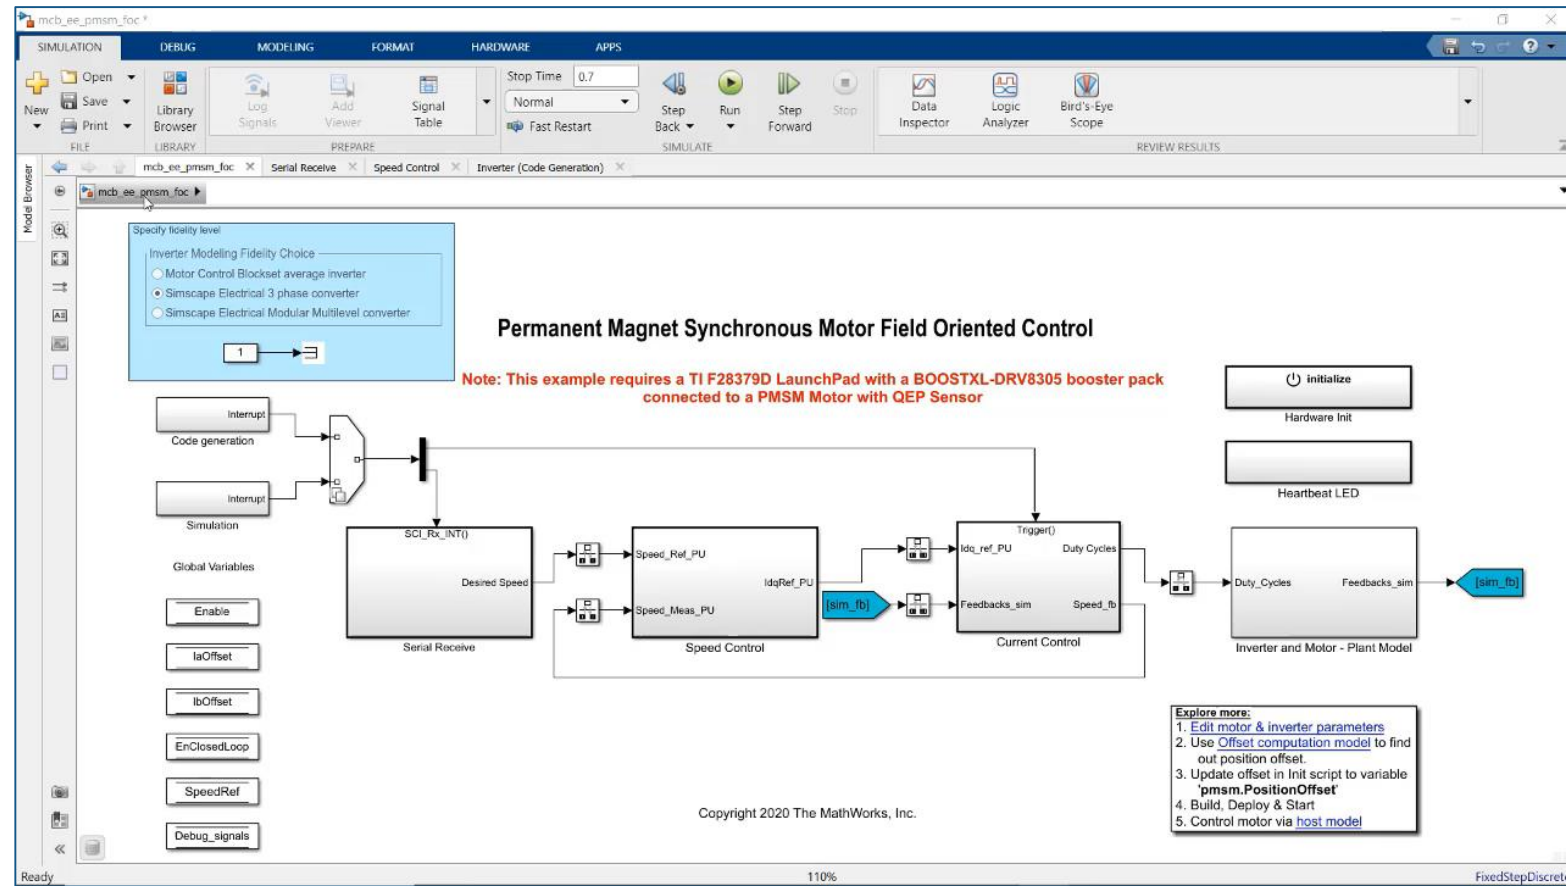 mcb_ee_pmsm_foc *
SIMULATION DEBUG MODELING FORMAT HARDWARE APPS
New
Open
Save
Print
FILE
Library Browser
LIBRARY
Log Signals
Add Viewer
Signal Table
PREPARE
Stop Time 0.7
Normal
Fast Restart
Step Back
Run
Step Forward
Stop
SIMULATE
Data Inspector
Logic Analyzer
Bird's-Eye Scope
REVIEW RESULTS
Model Browser
mcb_ee_pmsm_foc Serial Receive Speed Control Inverter (Code Generation)
mcb_ee_pmsm_foc
Specify fidelity level
Inverter Modeling Fidelity Choice
Motor Control Blockset average inverter
Simscape Electrical 3 phase converter
Simscape Electrical Modular Multilevel converter
1
Permanent Magnet Synchronous Motor Field Oriented Control
Note: This example requires a TI F28379D LaunchPad with a BOOSTXL-DRV8305 booster pack
connected to a PMSM Motor with QEP Sensor
initialize
Hardware Init
Heartbeat LED
Interrupt
Code generation
Interrupt
Simulation
SCI_Rx_INT()
Desired Speed
Serial Receive
Speed_Ref_PU
Speed_Meas_PU
IdqRef_PU
Speed Control
[sim_fb]
Trigger()
Idq_ref_PU
Duty Cycles
Feedbacks_sim
Speed_fb
Current Control
Duty_Cycles
Feedbacks_sim
Inverter and Motor - Plant Model
[sim_fb]
Global Variables
Enable
IaOffset
IbOffset
EnClosedLoop
SpeedRef
Debug_signals
Explore more:
1. Edit motor & inverter parameters
2. Use Offset computation model to find
out position offset.
3. Update offset in Init script to variable
'pmsm.PositionOffset'
4. Build, Deploy & Start
5. Control motor via host model
Copyright 2020 The MathWorks, Inc.
Ready
110%
FixedStepDiscrete